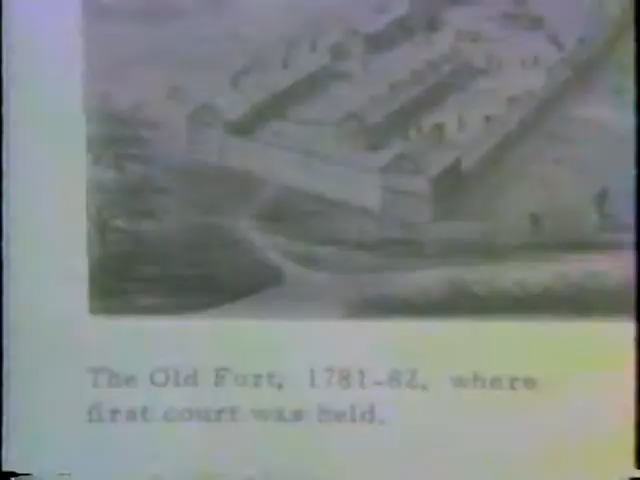 The Old Fort, 1781-82, where
first court was held.